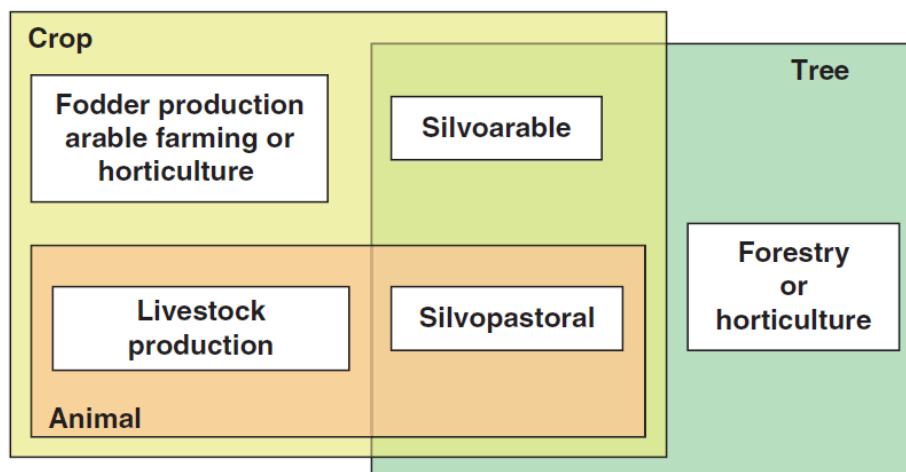 Crop
Tree
Fodder production
arable farming or
horticulture
Silvoarable
Forestry
or
horticulture
Livestock
production
Silvopastoral
Animal